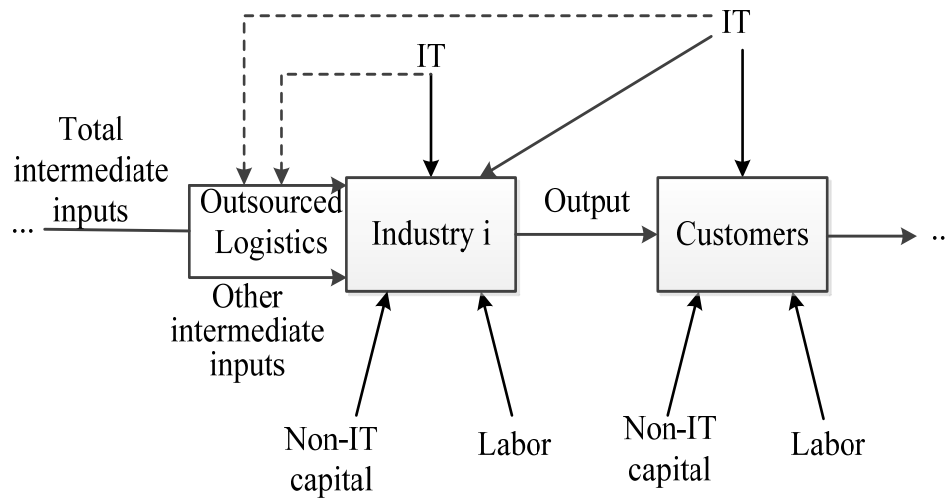 IT
IT
Total
intermediate
inputs
...
Outsourced
Logistics
Industry i
Output
Customers
..
Other
intermediate
inputs
Non-IT
capital
Labor
Non-IT
capital
Labor